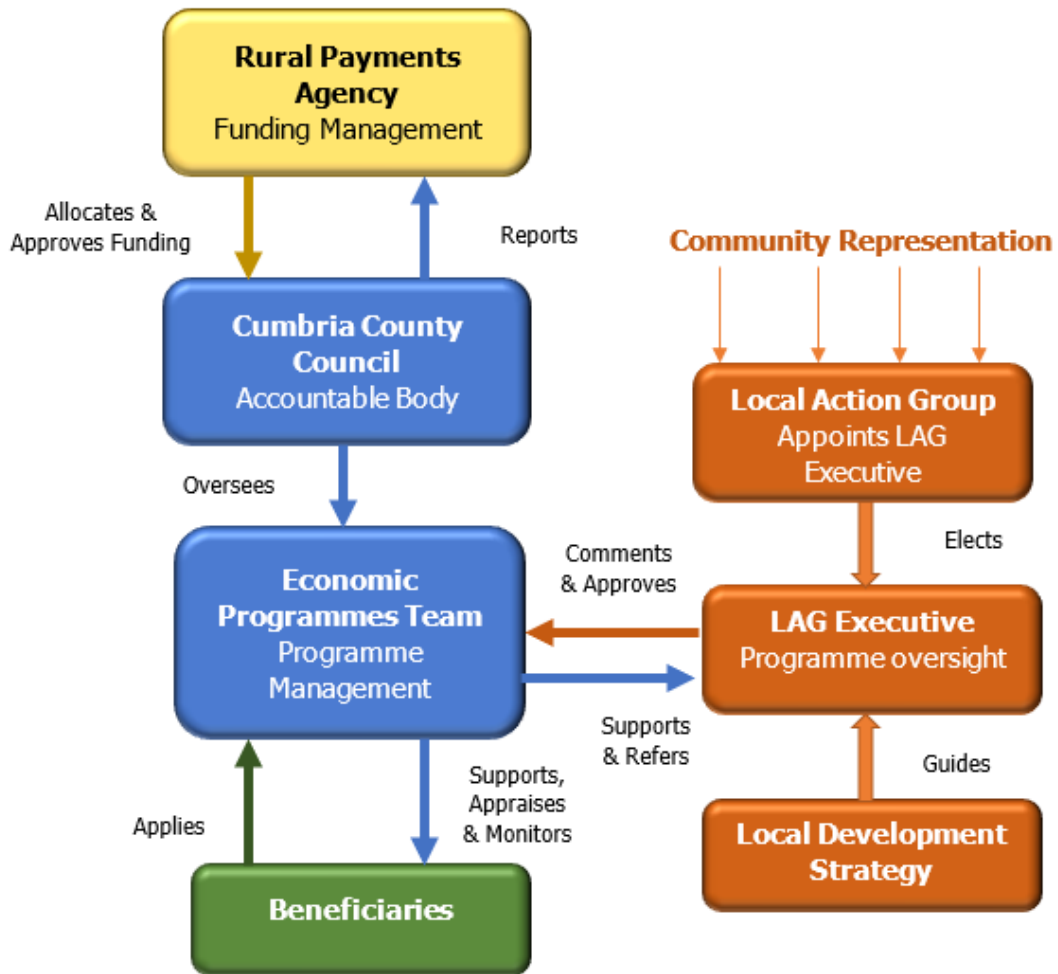 Rural Payments
Agency
Funding Management
Allocates &
Approves Funding
Reports
Community Representation
Cumbria County
Council
Accountable Body
Local Action Group
Appoints LAG
Executive
Oversees
Elects
Economic
Programmes Team
Programme
Management
Comments
& Approves
LAG Executive
Programme oversight
Supports
& Refers
Guides
Applies
Supports,
Appraises
& Monitors
Local Development
Strategy
Beneficiaries